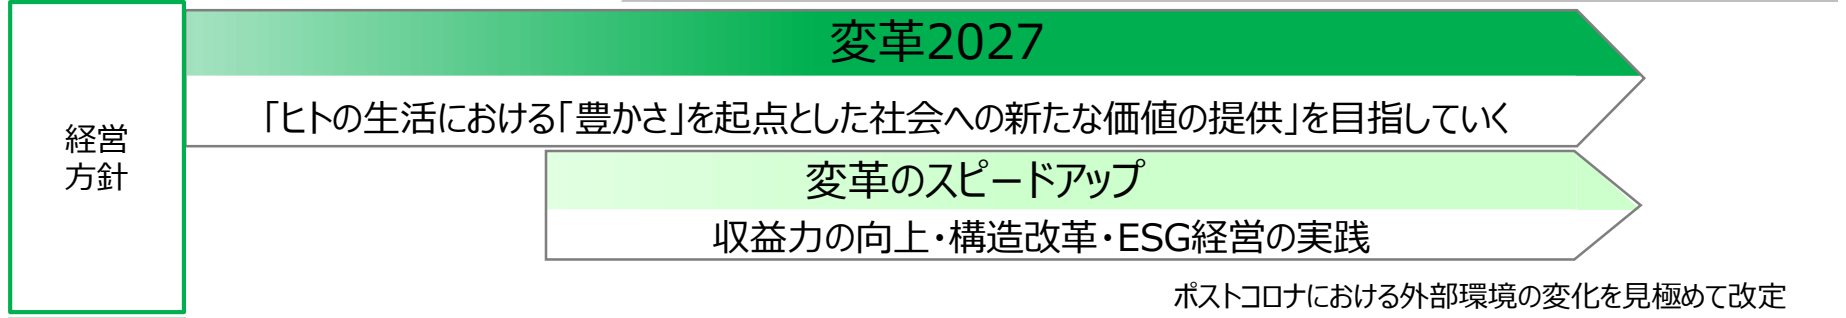 経営
方針
変革2027
「ヒトの生活における「豊かさ」を起点とした社会への新たな価値の提供」を目指していく
変革のスピードアップ
収益力の向上・構造改革・ESG経営の実践
ポストコロナにおける外部環境の変化を見極めて改定